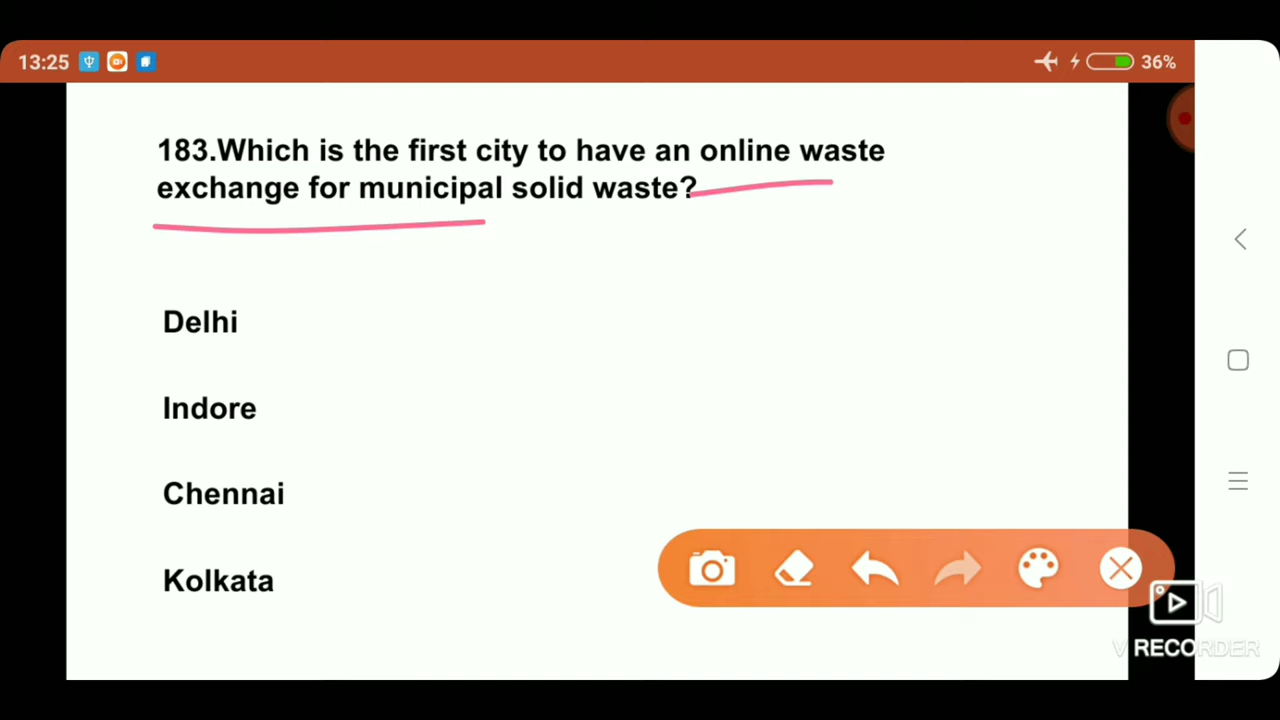 13:25
36%
183.Which is the first city to have an online waste
exchange for municipal solid waste?
Delhi
Indore
Chennai
Kolkata
V RECORDER